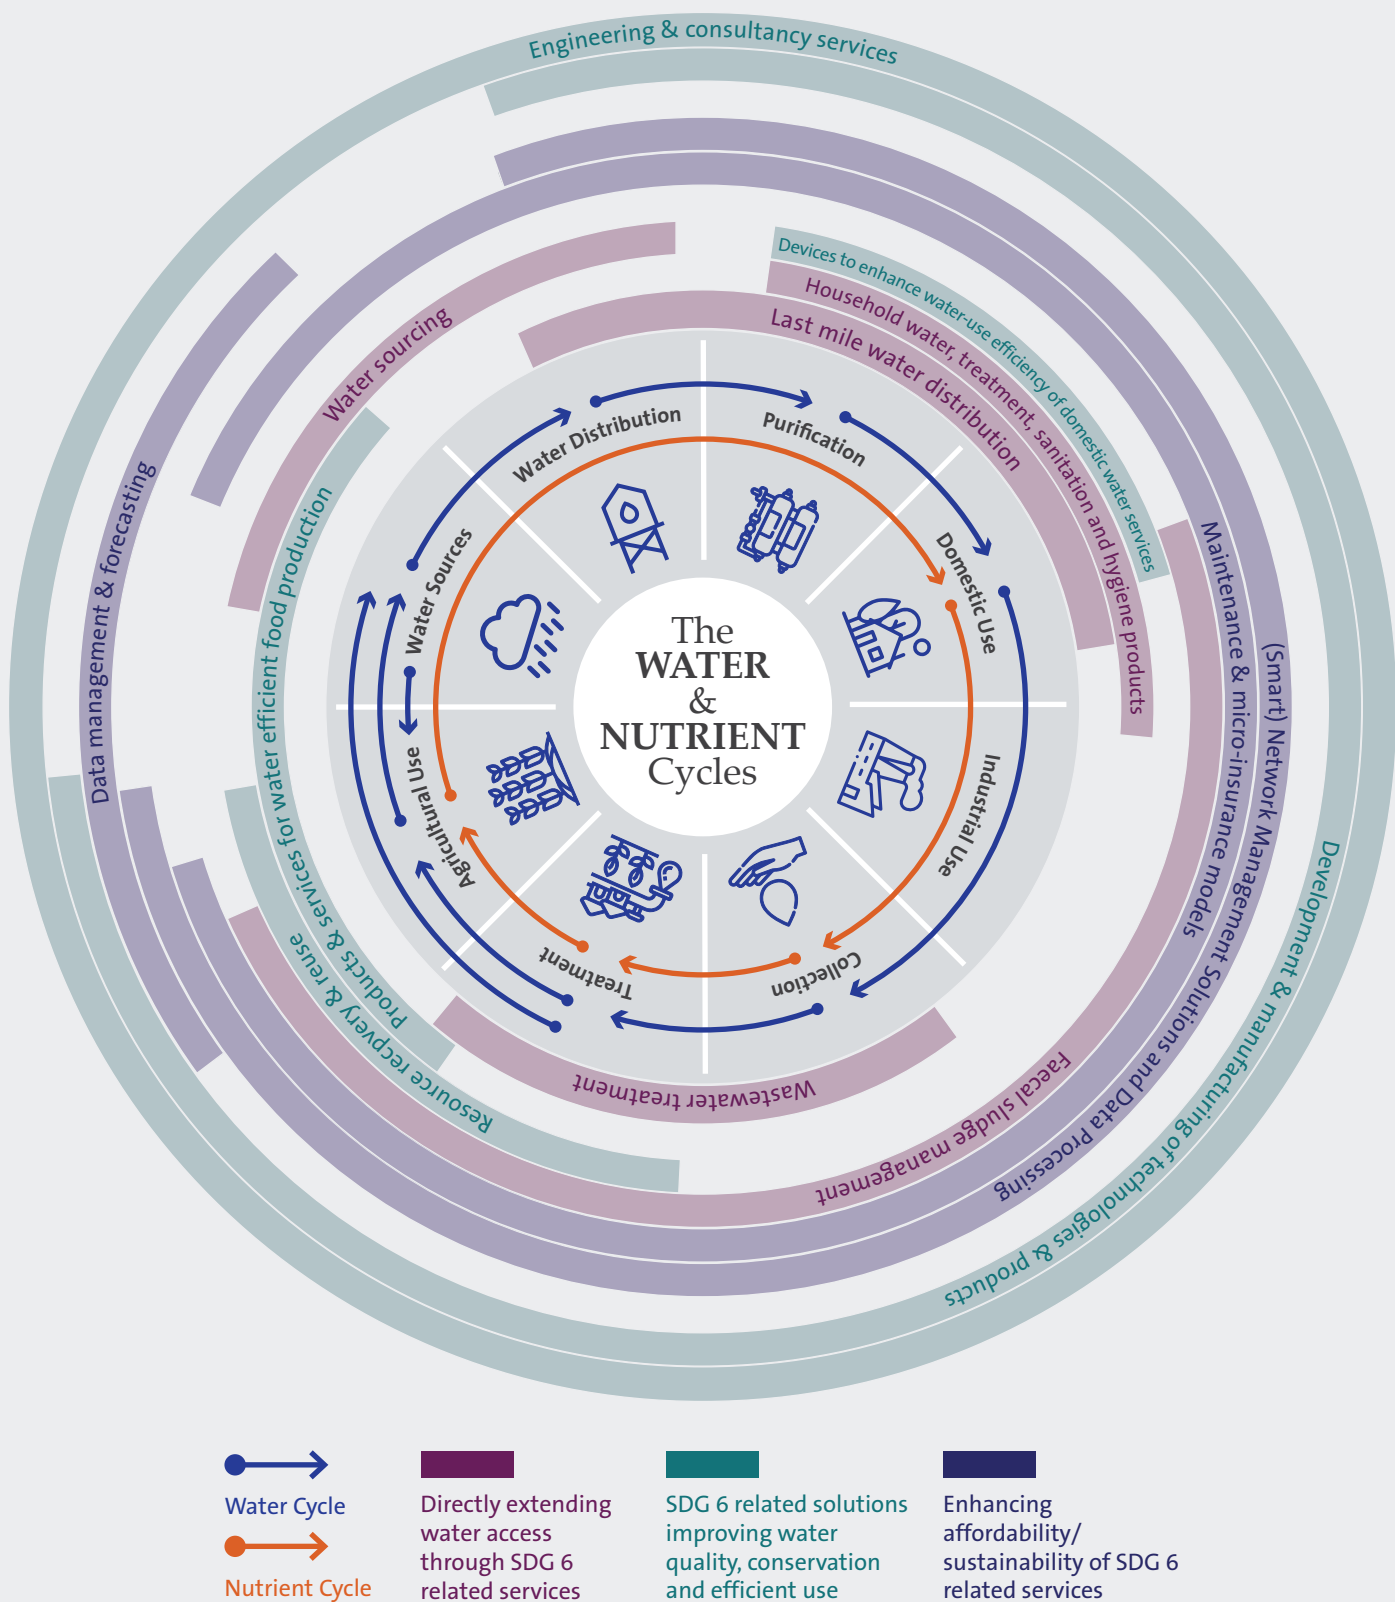 Engineering & consultancy services
Development & manufacturing of technologies & products
(Smart) Network Management Solutions and Data Processing
Maintenance & micro-insurance models
Data management & forecasting
Water sourcing
Devices to enhance water-use efficiency of domestic water services
Household water, treatment, sanitation and hygiene products
Last mile water distribution
Products & services for water efficient food production
Resource recpvery & reuse
Faecal sludge management
Wastewater treatment
Water Distribution
Purification
Domestic Use
Industrial Use
Collection
Treatment
Agricultural Use
Water Sources
The
WATER
&
NUTRIENT
Cycles
Water Cycle
Nutrient Cycle
Directly extending
water access
through SDG 6
related services
SDG 6 related solutions
improving water
quality, conservation
and efficient use
Enhancing
affordability/
sustainability of SDG 6
related services